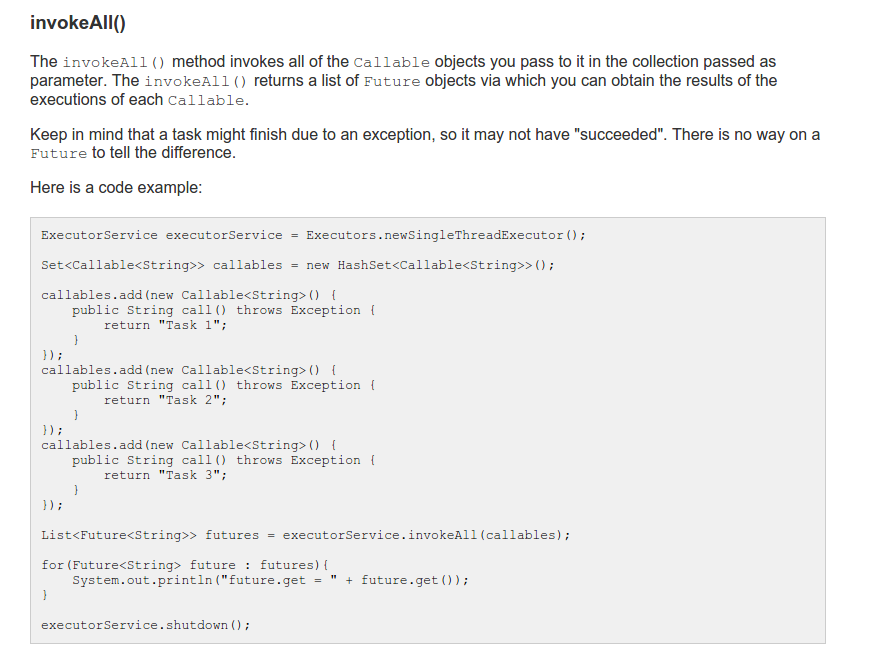 invokeAll()
The invokeAll() method invokes all of the Callable objects you pass to it in the collection passed as
parameter. The invokeAll() returns a list of Future objects via which you can obtain the results of the
executions of each Callable.
Keep in mind that a task might finish due to an exception, so it may not have "succeeded". There is no way on a
Future to tell the difference.
Here is a code example:
ExecutorService executorService = Executors.newSingleThreadExecutor();
Set<Callable<String>> callables = new HashSet<Callable<String>>();
callables.add(new Callable<String>() {
    public String call() throws Exception {
        return "Task 1";
    }
});
callables.add(new Callable<String>() {
    public String call() throws Exception {
        return "Task 2";
    }
});
callables.add(new Callable<String>() {
    public String call() throws Exception {
        return "Task 3";
    }
});
List<Future<String>> futures = executorService.invokeAll(callables);
for(Future<String> future : futures){
    System.out.println("future.get = " + future.get());
}
executorService.shutdown();